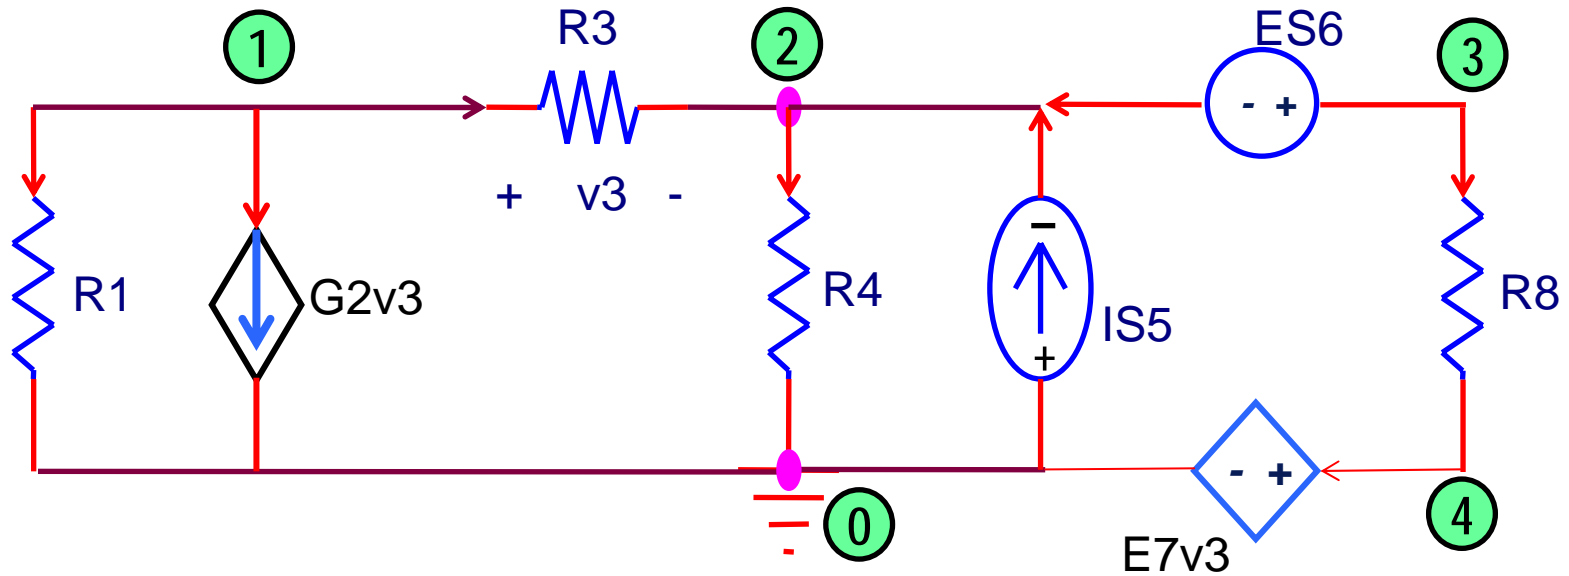 R3
ES6
1
2
3
- +
+ v3 -
R1
G2v3
R4
−
+
IS5
R8
- +
0
4
E7v3